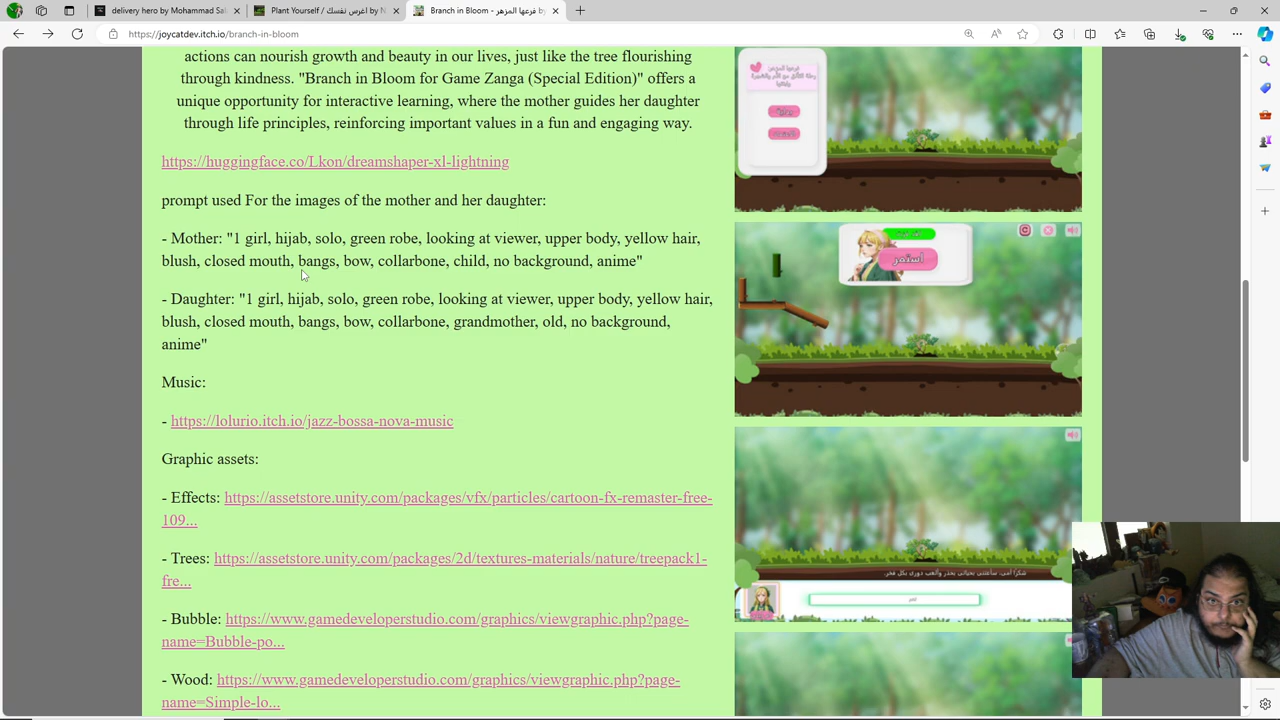 delivery hero by Mohammad Sal
Plant Yourself / اغرس نفسك by N
Branch in Bloom - فرعها المزهر by
https://joycatdev.itch.io/branch-in-bloom
actions can nourish growth and beauty in our lives, just like the tree flourishing
through kindness. "Branch in Bloom for Game Zanga (Special Edition)" offers a
unique opportunity for interactive learning, where the mother guides her daughter
through life principles, reinforcing important values in a fun and engaging way.
https://huggingface.co/Lkon/dreamshaper-xl-lightning
prompt used For the images of the mother and her daughter:
- Mother: "1 girl, hijab, solo, green robe, looking at viewer, upper body, yellow hair,
blush, closed mouth, bangs, bow, collarbone, child, no background, anime"
- Daughter: "1 girl, hijab, solo, green robe, looking at viewer, upper body, yellow hair,
blush, closed mouth, bangs, bow, collarbone, grandmother, old, no background,
anime"
Music:
- https://lolurio.itch.io/jazz-bossa-nova-music
Graphic assets:
- Effects: https://assetstore.unity.com/packages/vfx/particles/cartoon-fx-remaster-free-
109...
- Trees: https://assetstore.unity.com/packages/2d/textures-materials/nature/treepack1-
fre...
- Bubble: https://www.gamedeveloperstudio.com/graphics/viewgraphic.php?page-
name=Bubble-po...
- Wood: https://www.gamedeveloperstudio.com/graphics/viewgraphic.php?page-
name=Simple-lo...
فرعها المزهر:
استمر